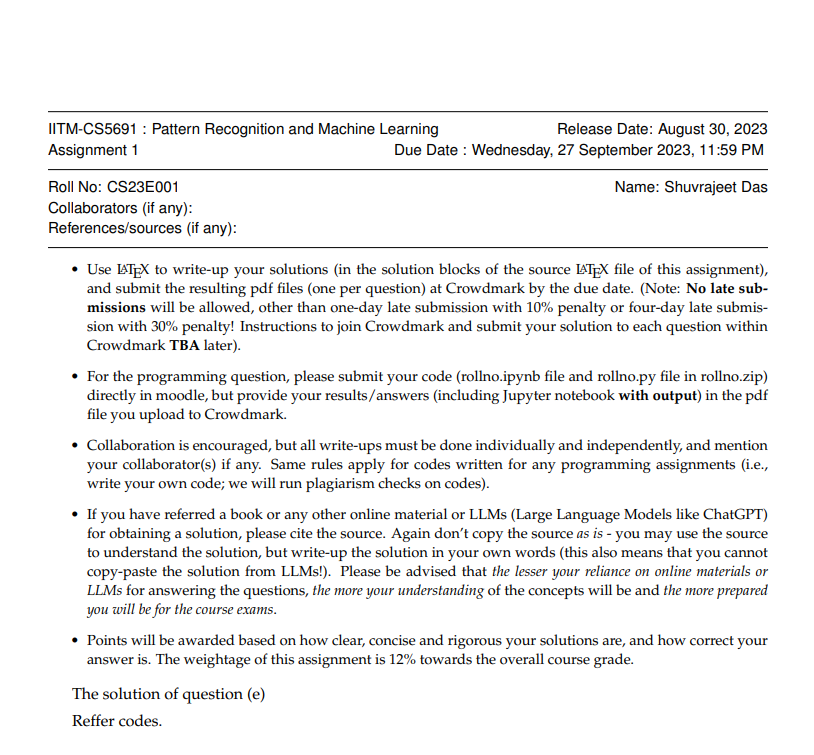 IITM-CS5691 : Pattern Recognition and Machine Learning Release Date: August 30, 2023
Assignment 1 Due Date : Wednesday, 27 September 2023, 11:59 PM
Roll No: CS23E001 Name: Shuvrajeet Das
Collaborators (if any):
References/sources (if any):
• Use LATEX to write-up your solutions (in the solution blocks of the source LATEX file of this assignment),
and submit the resulting pdf files (one per question) at Crowdmark by the due date. (Note: No late sub-
missions will be allowed, other than one-day late submission with 10% penalty or four-day late submis-
sion with 30% penalty! Instructions to join Crowdmark and submit your solution to each question within
Crowdmark TBA later).
• For the programming question, please submit your code (rollno.ipynb file and rollno.py file in rollno.zip)
directly in moodle, but provide your results/answers (including Jupyter notebook with output) in the pdf
file you upload to Crowdmark.
• Collaboration is encouraged, but all write-ups must be done individually and independently, and mention
your collaborator(s) if any. Same rules apply for codes written for any programming assignments (i.e.,
write your own code; we will run plagiarism checks on codes).
• If you have referred a book or any other online material or LLMs (Large Language Models like ChatGPT)
for obtaining a solution, please cite the source. Again don't copy the source as is - you may use the source
to understand the solution, but write-up the solution in your own words (this also means that you cannot
copy-paste the solution from LLMs!). Please be advised that the lesser your reliance on online materials or
LLMs for answering the questions, the more your understanding of the concepts will be and the more prepared
you will be for the course exams.
• Points will be awarded based on how clear, concise and rigorous your solutions are, and how correct your
answer is. The weightage of this assignment is 12% towards the overall course grade.
The solution of question (e)
Reffer codes.